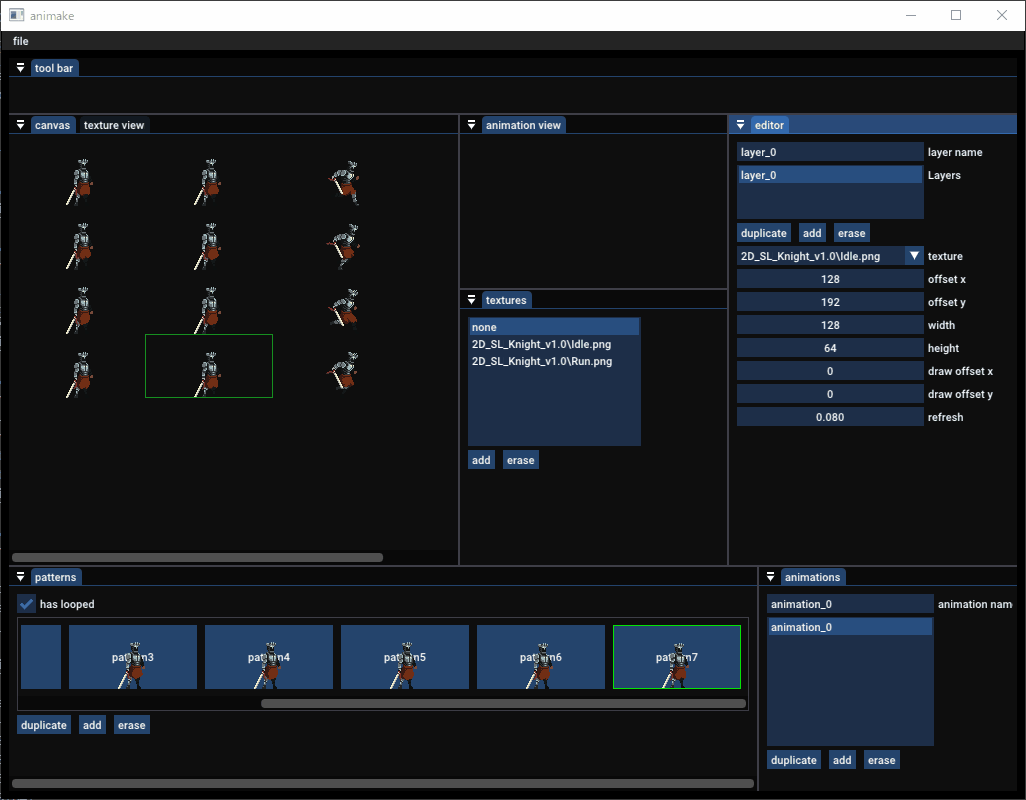 animake
file
tool bar
canvas texture view
animation view
editor
layer_0 layer name
layer_0 Layers
duplicate add erase
2D_SL_Knight_v1.0\Idle.png texture
128 offset x
192 offset y
128 width
64 height
0 draw offset x
0 draw offset y
0.080 refresh
textures
none
2D_SL_Knight_v1.0\Idle.png
2D_SL_Knight_v1.0\Run.png
add erase
patterns
has looped
pattern3 pattern4 pattern5 pattern6 pattern7
duplicate add erase
animations
animation_0 animation nam
animation_0
duplicate add erase